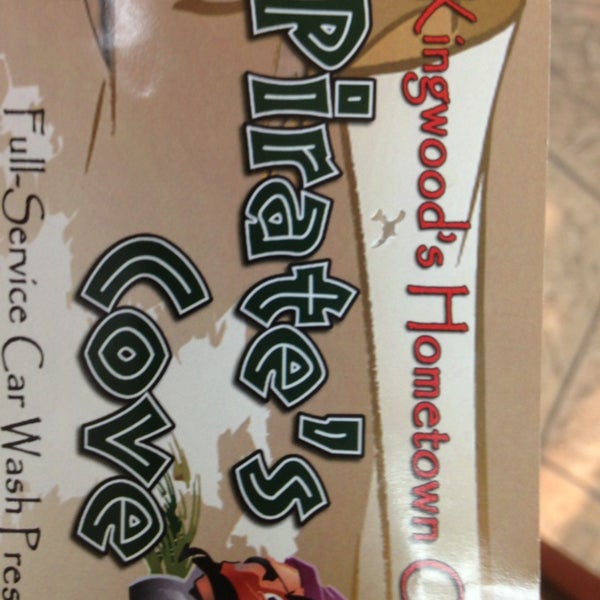 Kingwood's Hometown
Pirate's
Cove
Full-Service Car Wash